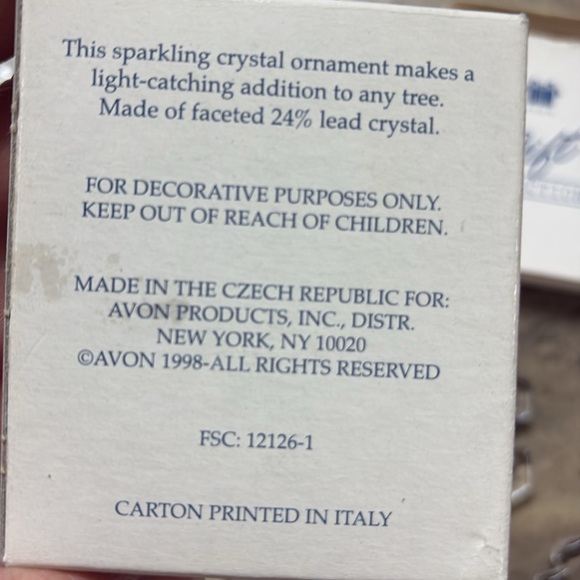 This sparkling crystal ornament makes a
light-catching addition to any tree.
Made of faceted 24% lead crystal.
FOR DECORATIVE PURPOSES ONLY.
KEEP OUT OF REACH OF CHILDREN.
MADE IN THE CZECH REPUBLIC FOR:
AVON PRODUCTS, INC., DISTR.
NEW YORK, NY 10020
©AVON 1998-ALL RIGHTS RESERVED
FSC: 12126-1
CARTON PRINTED IN ITALY